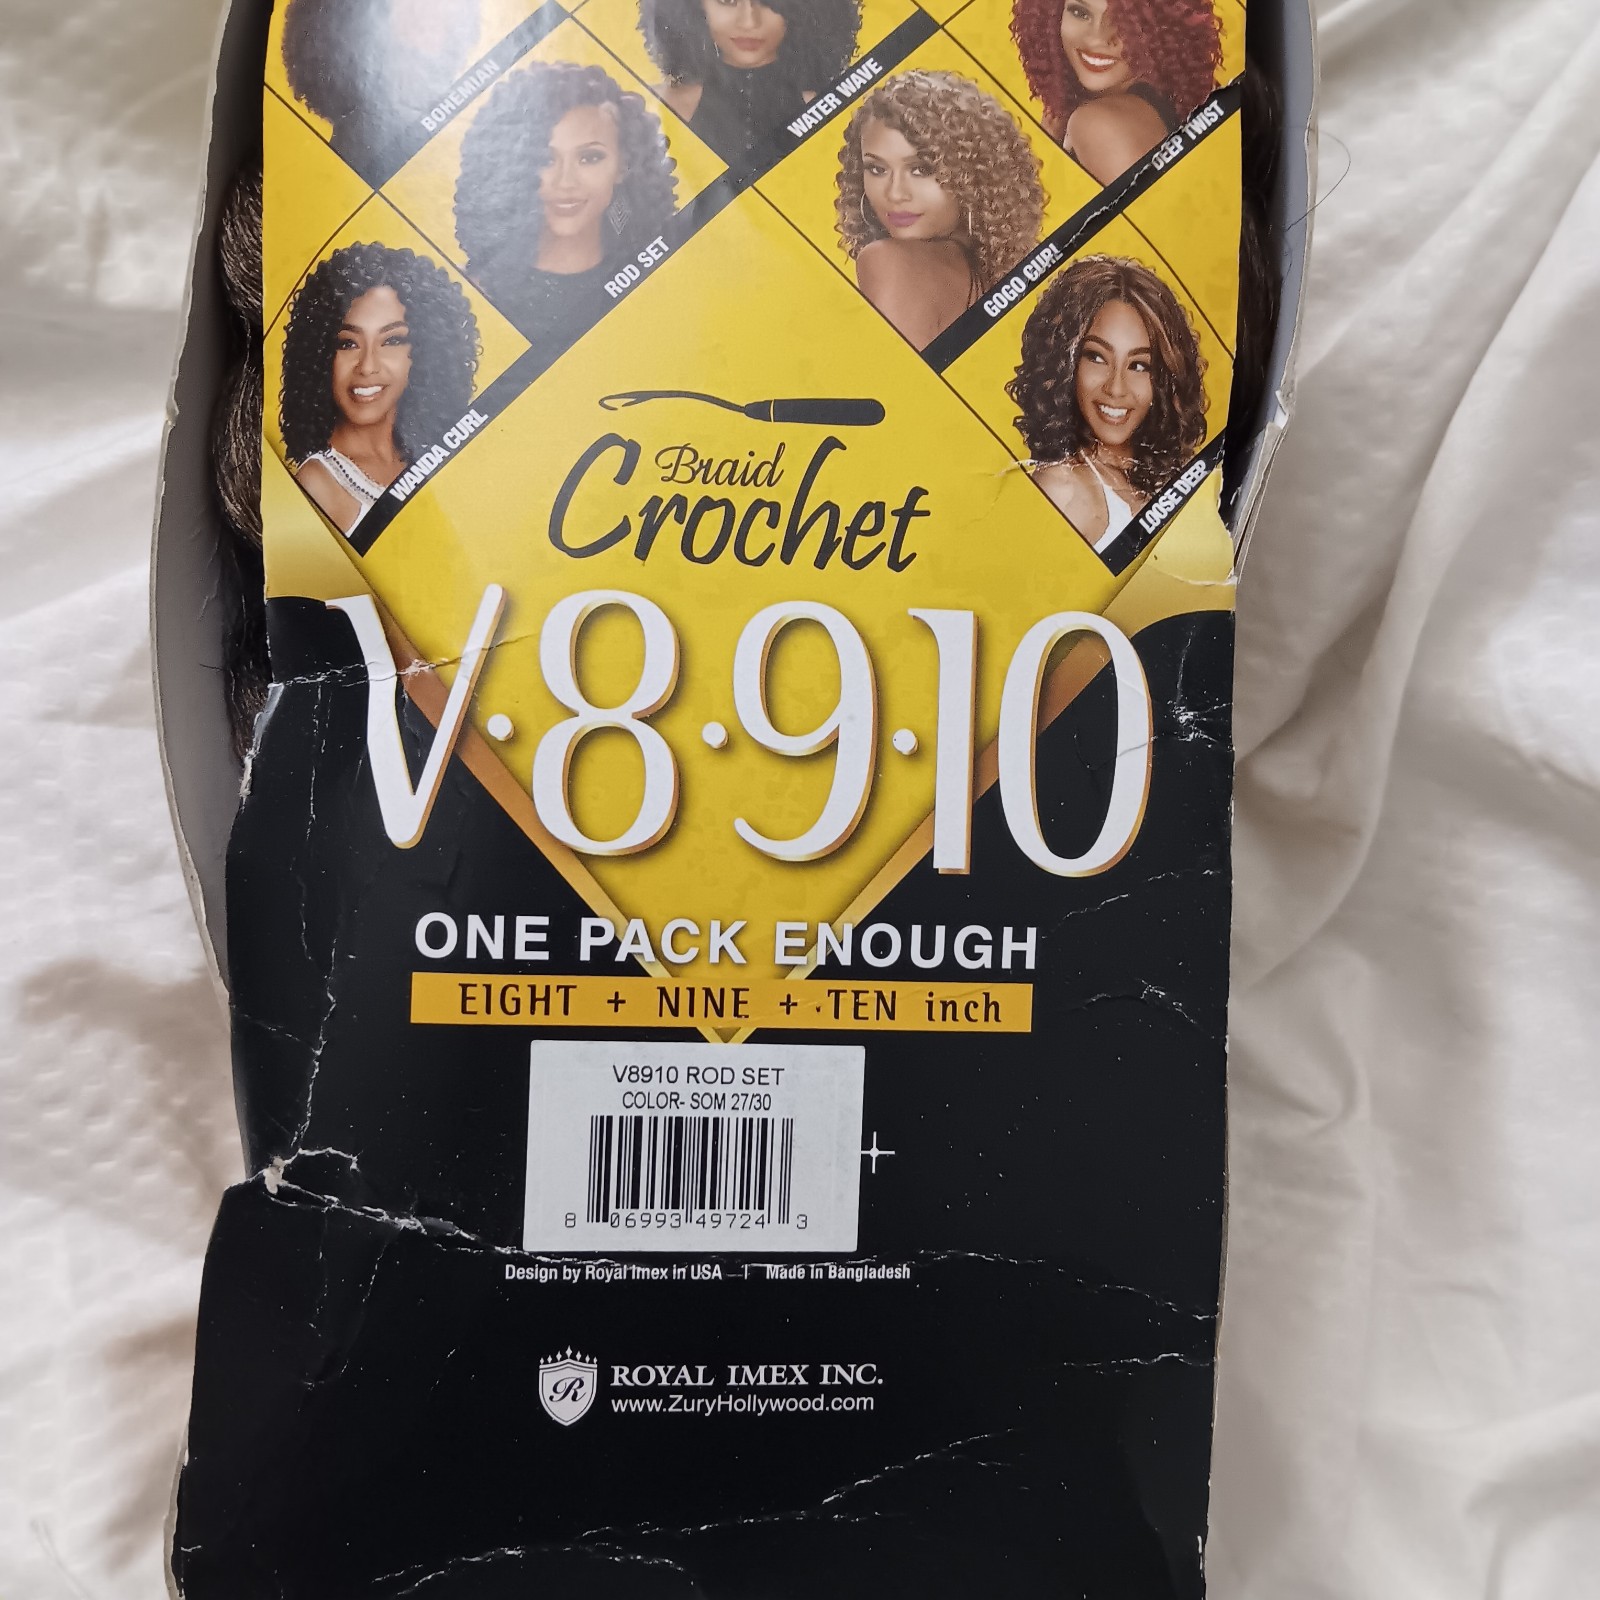 BOHEMIAN
WATER WAVE
DEEP TWIST
ROD SET
GOGO CURL
WANDA CURL
LOOSE DEEP
Braid
Crochet
V·8·9·10
ONE PACK ENOUGH
EIGHT + NINE + TEN inch
V8910 ROD SET
COLOR- SOM 27/30
8 06993 49724 3
Design by Royal Imex in USA | Made in Bangladesh
R
ROYAL IMEX INC.
www.ZuryHollywood.com